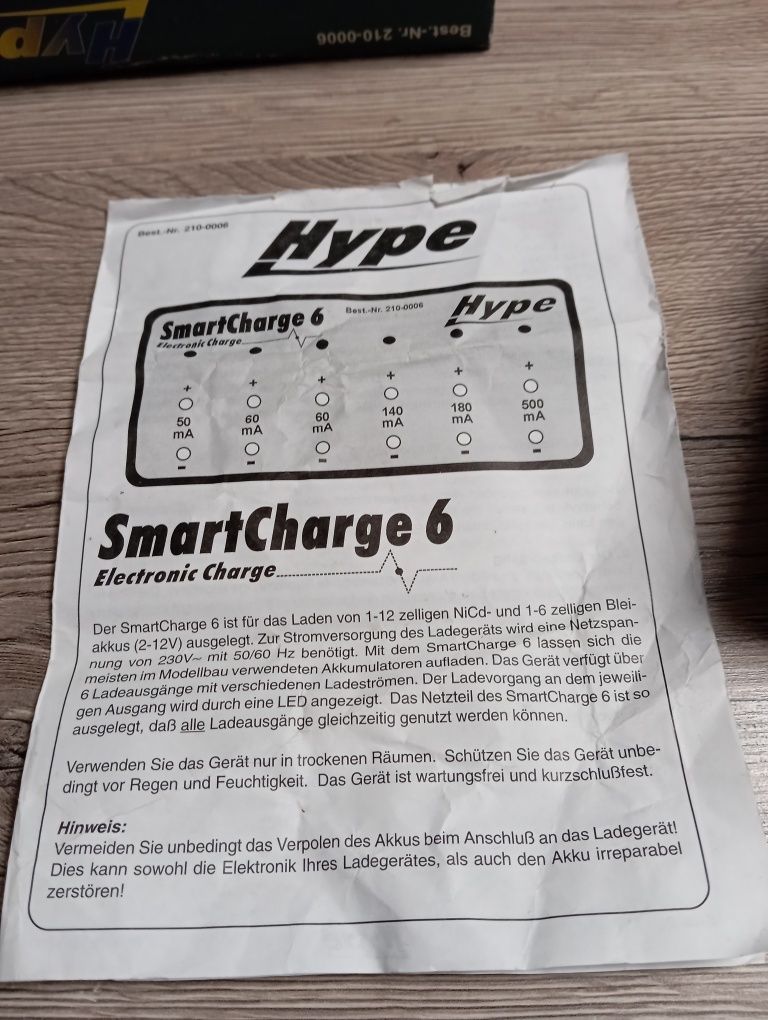 Hyp
Best.-Nr. 210-0006
Best.-Nr. 210-0006
Hype
SmartCharge 6
Best.-Nr. 210-0006
Hype
Electronic Charge
+ + + + + +
50 mA
60 mA
60 mA
140 mA
180 mA
500 mA
- - - - - -
SmartCharge 6
Electronic Charge
Der SmartCharge 6 ist für das Laden von 1-12 zelligen NiCd- und 1-6 zelligen Blei-
akkus (2-12V) ausgelegt. Zur Stromversorgung des Ladegeräts wird eine Netzspan-
nung von 230V~ mit 50/60 Hz benötigt. Mit dem SmartCharge 6 lassen sich die
meisten im Modellbau verwendeten Akkumulatoren aufladen. Das Gerät verfügt über
6 Ladeausgänge mit verschiedenen Ladeströmen. Der Ladevorgang an dem jeweili-
gen Ausgang wird durch eine LED angezeigt. Das Netzteil des SmartCharge 6 ist so
ausgelegt, daß alle Ladeausgänge gleichzeitig genutzt werden können.
Verwenden Sie das Gerät nur in trockenen Räumen. Schützen Sie das Gerät unbe-
dingt vor Regen und Feuchtigkeit. Das Gerät ist wartungsfrei und kurzschlußfest.
Hinweis:
Vermeiden Sie unbedingt das Verpolen des Akkus beim Anschluß an das Ladegerät!
Dies kann sowohl die Elektronik Ihres Ladegerätes, als auch den Akku irreparabel
zerstören!